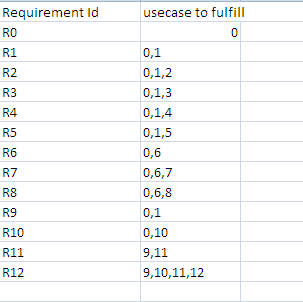 Requirement Id usecase to fulfill
R0 0
R1 0,1
R2 0,1,2
R3 0,1,3
R4 0,1,4
R5 0,1,5
R6 0,6
R7 0,6,7
R8 0,6,8
R9 0,1
R10 0,10
R11 9,11
R12 9,10,11,12